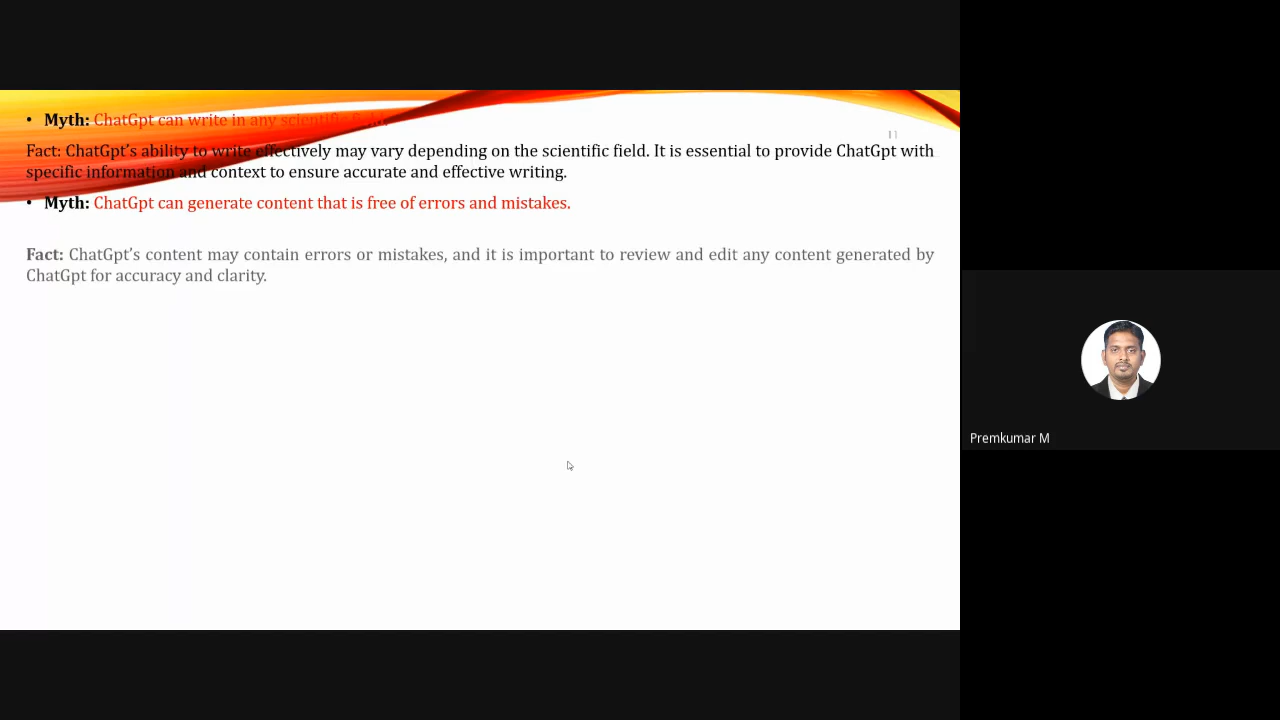 • Myth: ChatGpt can write in any scientific field.
11
Fact: ChatGpt's ability to write effectively may vary depending on the scientific field. It is essential to provide ChatGpt with
specific information and context to ensure accurate and effective writing.
• Myth: ChatGpt can generate content that is free of errors and mistakes.
Fact: ChatGpt's content may contain errors or mistakes, and it is important to review and edit any content generated by
ChatGpt for accuracy and clarity.
Premkumar M